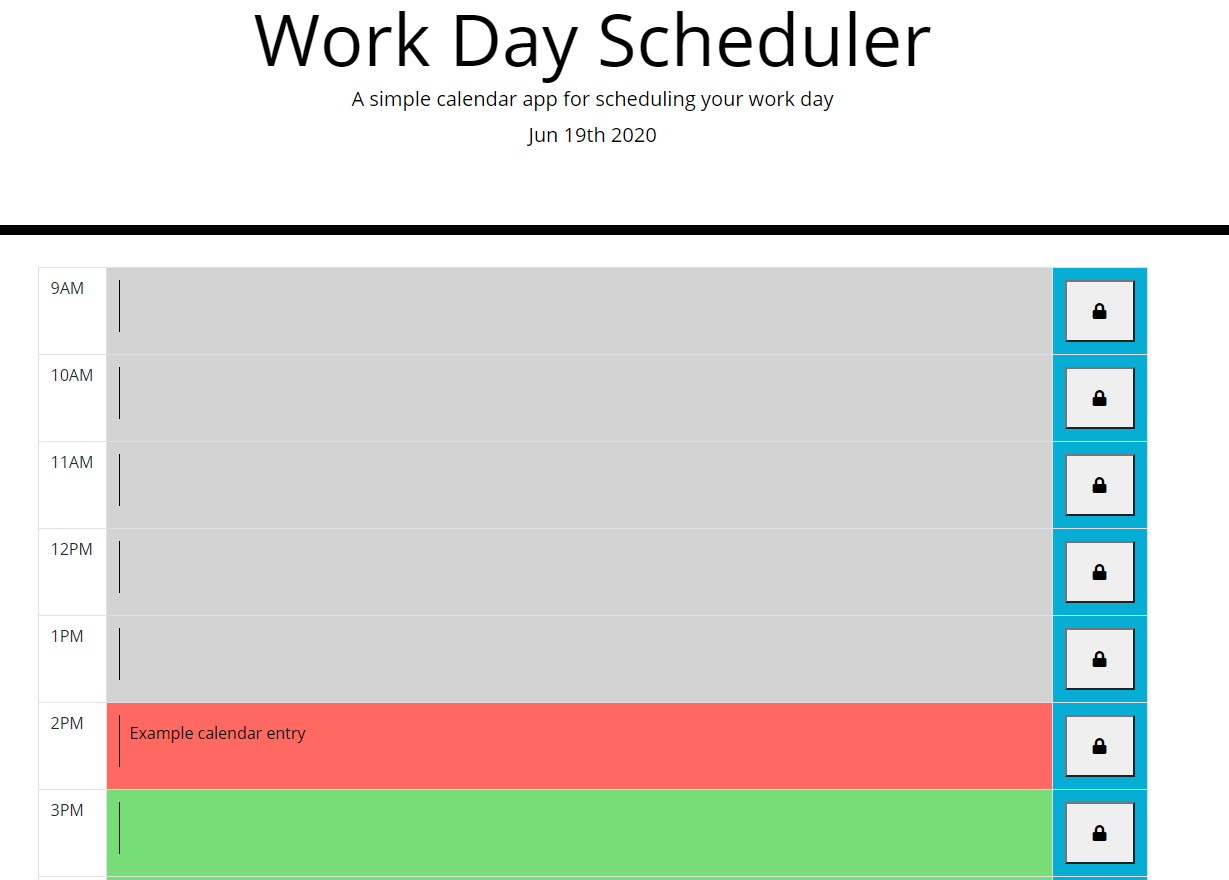 Work Day Scheduler
A simple calendar app for scheduling your work day
Jun 19th 2020
9AM
10AM
11AM
12PM
1PM
2PM
Example calendar entry
3PM